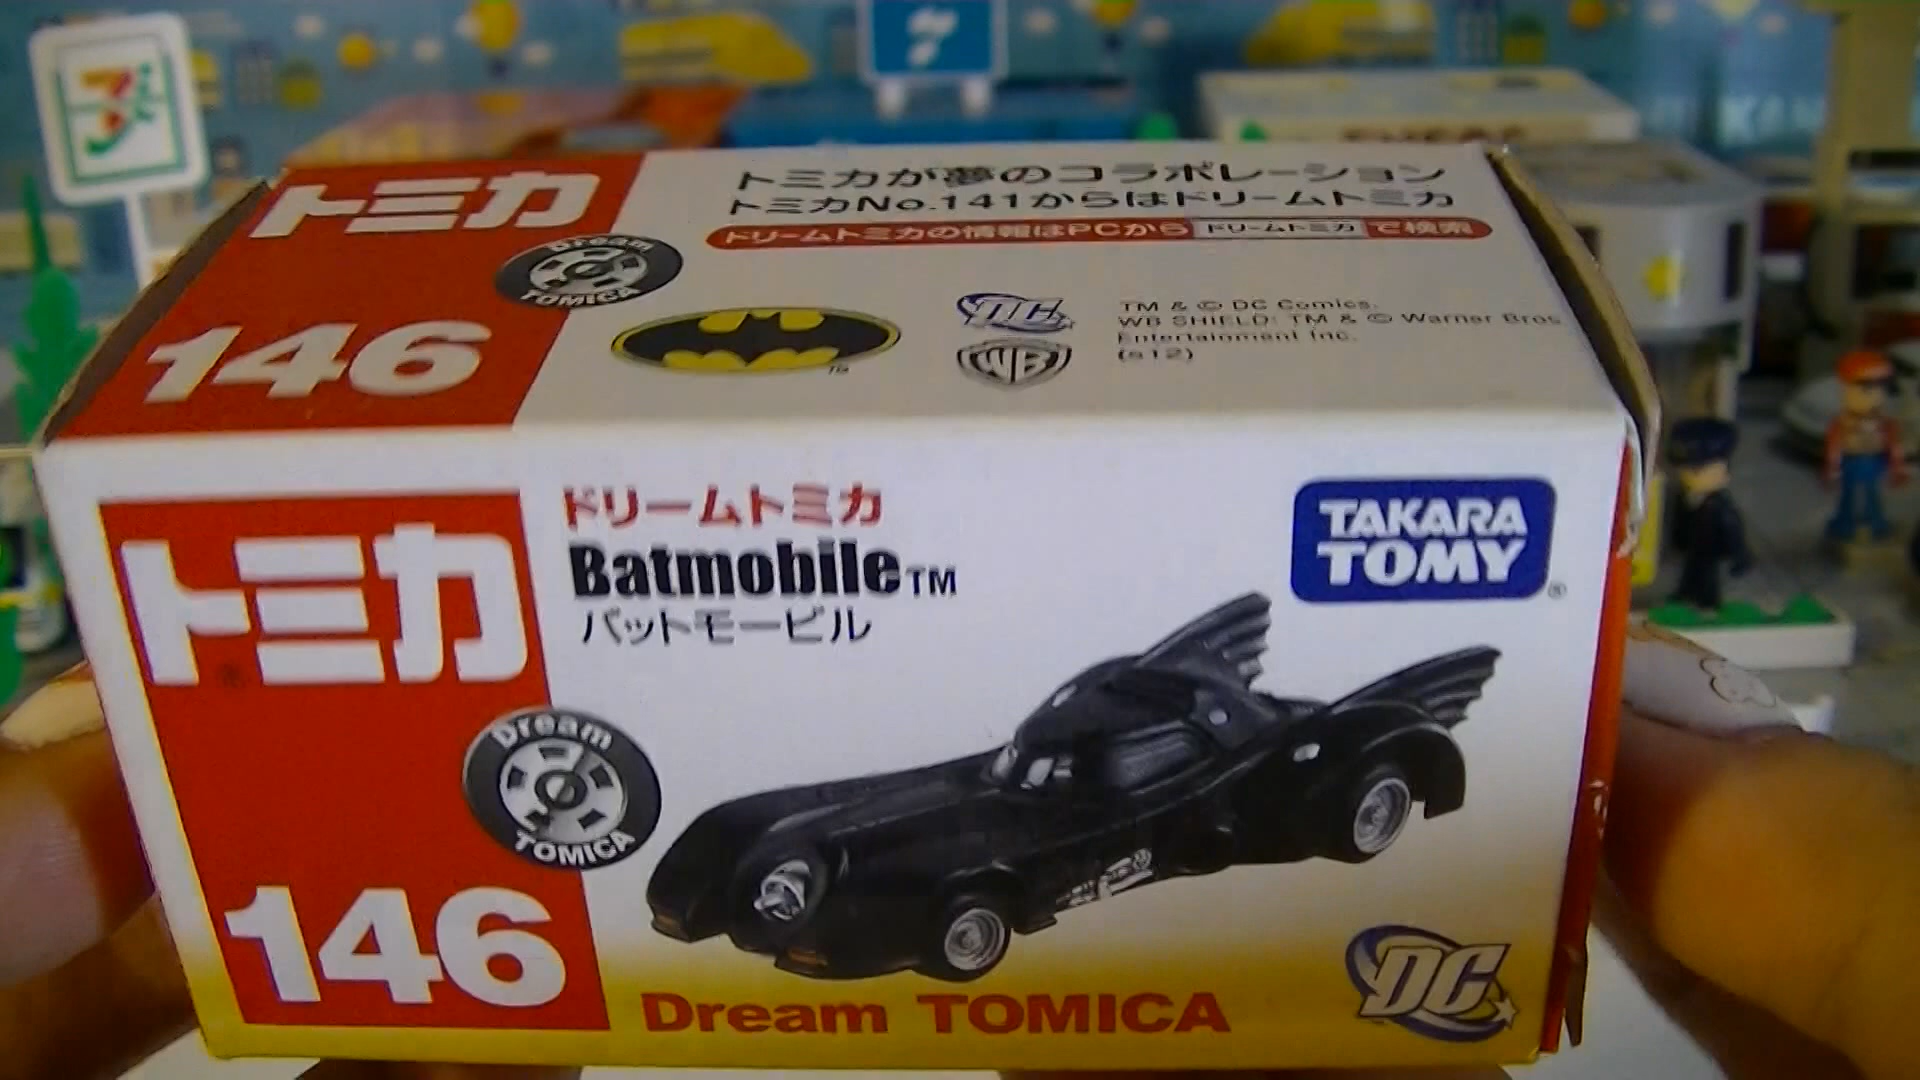 トミカ
Dream
TOMICA
146
トミカが夢のコラボレーション
トミカNo.141からはドリームトミカ
ドリームトミカの情報はPCから ドリームトミカ で検索
TM
DC
WB
TM & © DC Comics.
WB SHIELD: TM & © Warner Bros
Entertainment Inc.
(s12)
トミカ
Dream
TOMICA
146
ドリームトミカ
Batmobile TM
バットモービル
TAKARA
TOMY
®
DC
Dream TOMICA